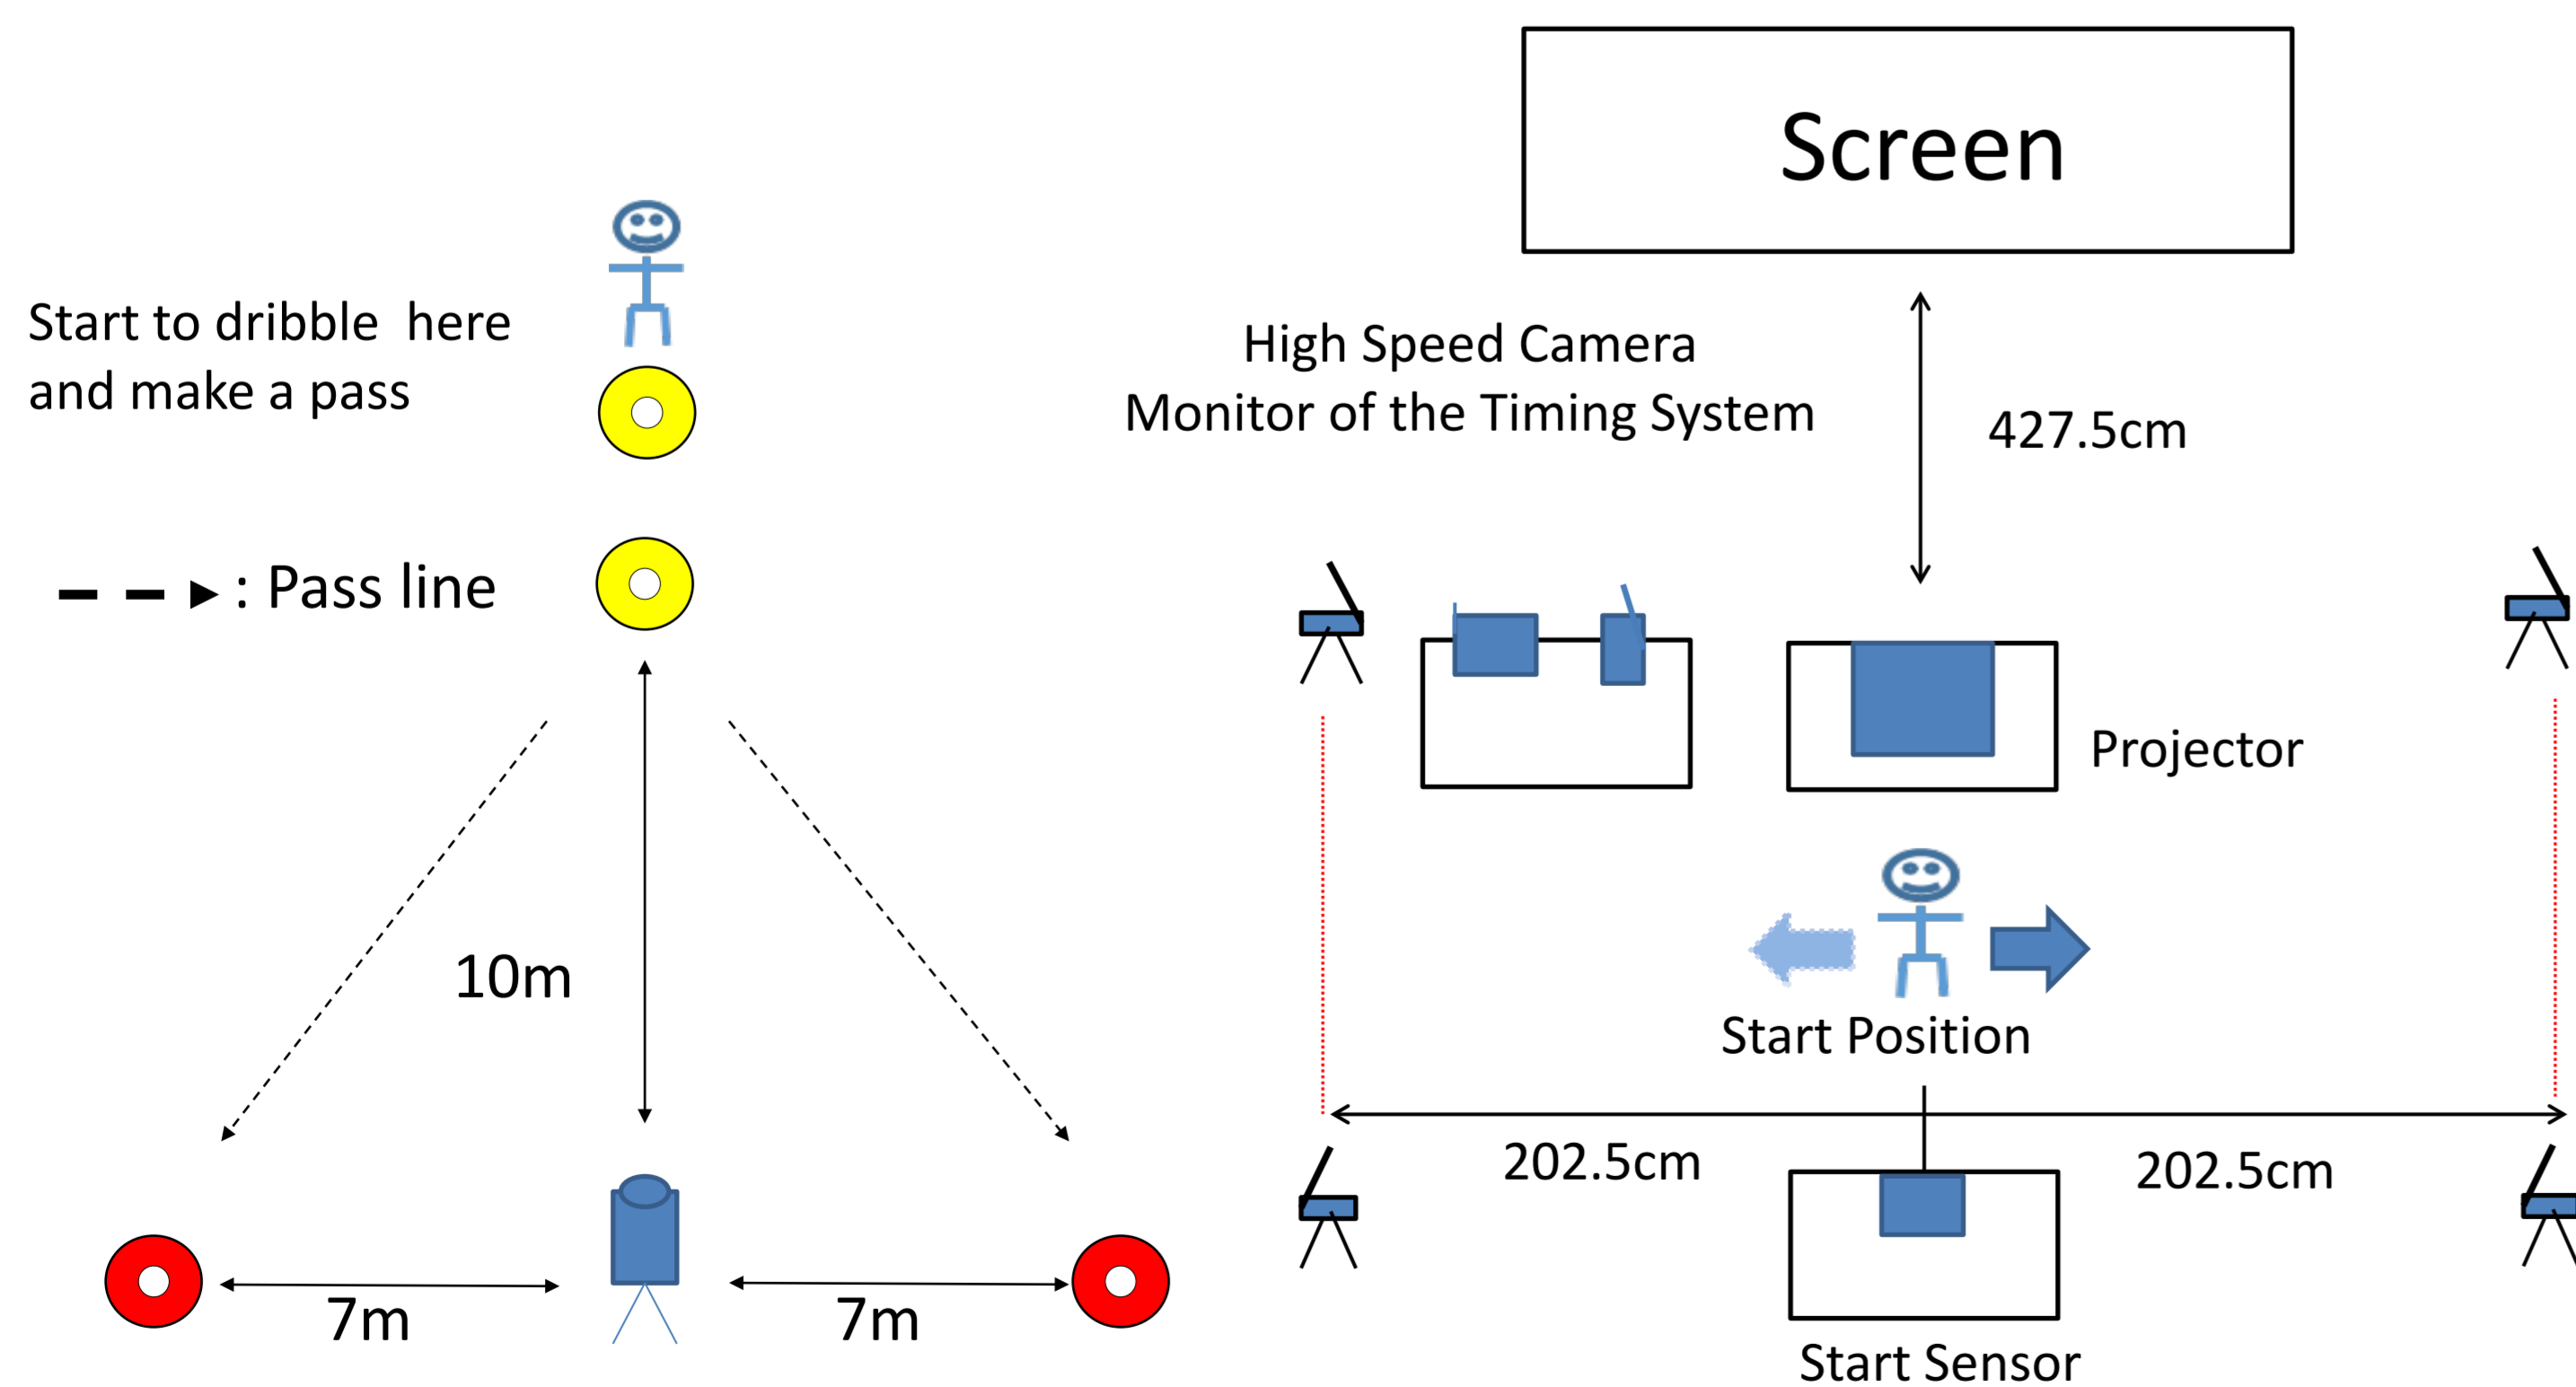 Start to dribble  here
and make a pass
: Pass line
10m
7m
7m
Screen
High Speed Camera
Monitor of the Timing System
427.5cm
Projector
Start Position
202.5cm
202.5cm
Start Sensor